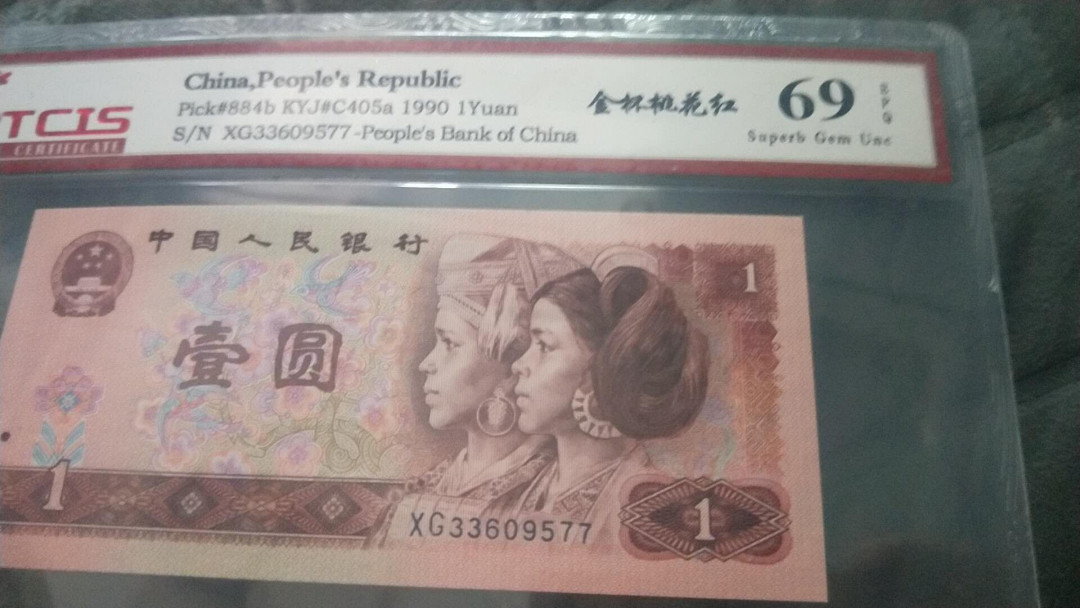 China,People's Republic
Pick#884b KYJ#C405a 1990 1Yuan
S/N XG33609577-People's Bank of China
TCIS
CERTIFICATE
金杯桃花红
69
EPQ
Superb Gem Unc
中国人民银行
壹圆
1
1
1
XG33609577